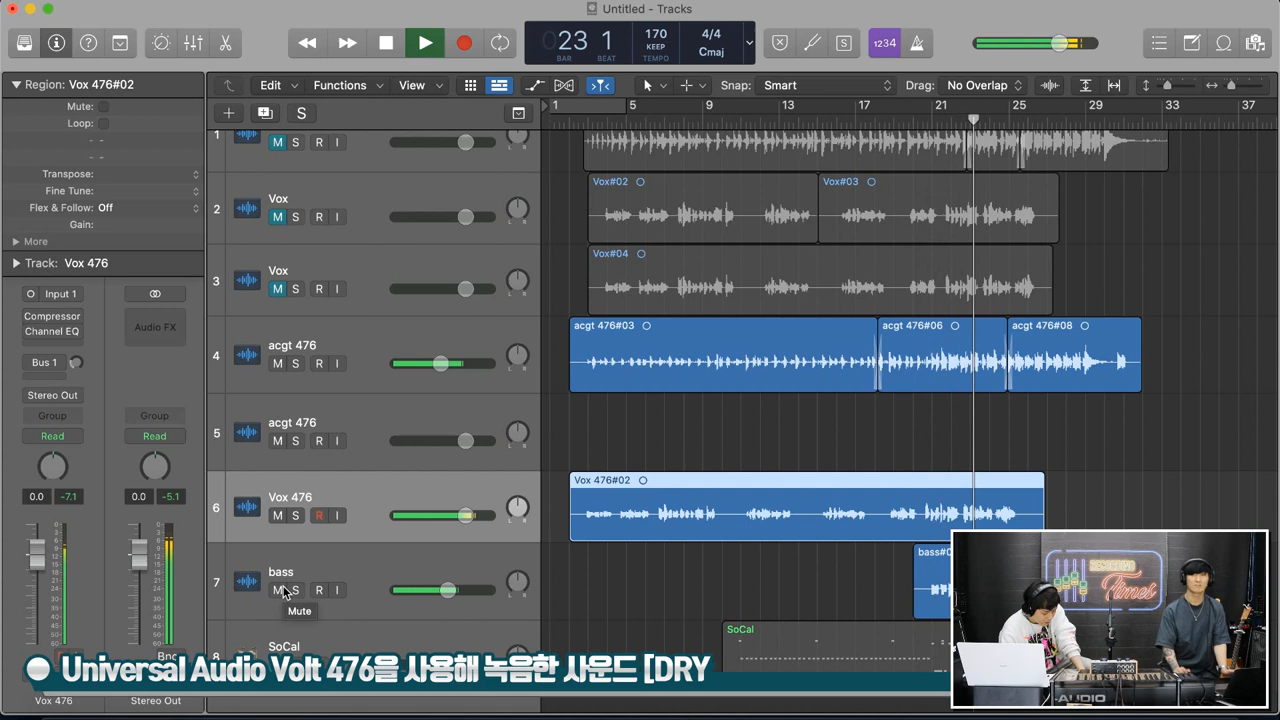 Untitled - Tracks
023 1
BAR BEAT
170
KEEP
TEMPO
4/4
Cmaj
1234
Region: Vox 476#02
Mute:
Loop:
Transpose:
Fine Tune:
Flex & Follow: Off
Gain:
More
Track: Vox 476
Edit Functions View
Snap: Smart
Drag: No Overlap
S
1 5 9 13 17 21 25 29 33 37
1
M S R I
2
Vox
M S R I
Vox#02
Vox#03
3
Vox
M S R I
Vox#04
4
acgt 476
M S R I
acgt 476#03
acgt 476#06
acgt 476#08
5
acgt 476
M S R I
6
Vox 476
M S R I
Vox 476#02
7
bass
M S R I
Mute
bass#0
8
SoCal
SoCal
Input 1
Compressor
Channel EQ
Audio FX
Bus 1
Stereo Out
Group
Group
Read
Read
0.0 -7.1
0.0 -5.1
Bnc
Vox 476
Stereo Out
Times
AUDIO
Universal Audio Volt 476을 사용해 녹음한 사운드 [DRY